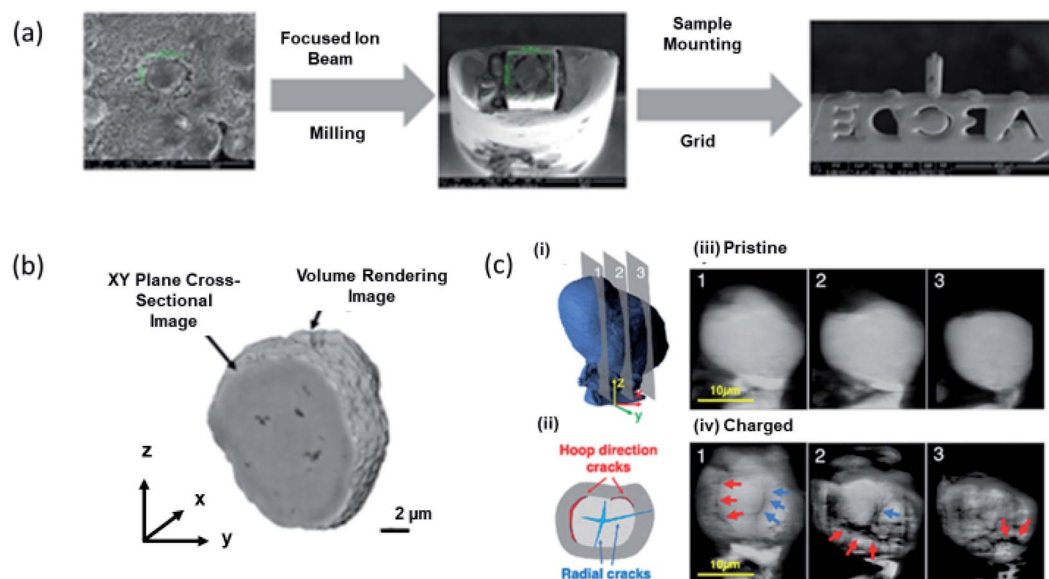 (a)
Focused Ion
Beam
Milling
Sample
Mounting
Grid
(b)
XY Plane Cross-
Sectional
Image
Volume Rendering
Image
z
x
y
2 μm
(c)
(i)
1
2
3
z
x
y
(ii)
Hoop direction
cracks
Radial cracks
(iii) Pristine
1
2
3
10μm
(iv) Charged
1
2
3
10μm